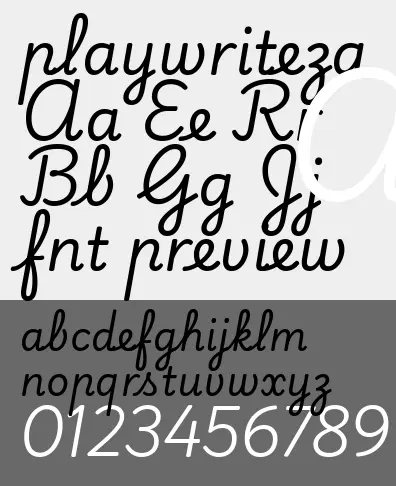 playwriteza
Aa Ee Rr
Bb Gg Jj
fnt preview
abcdefghijklm
nopqrstuvwxyz
0123456789